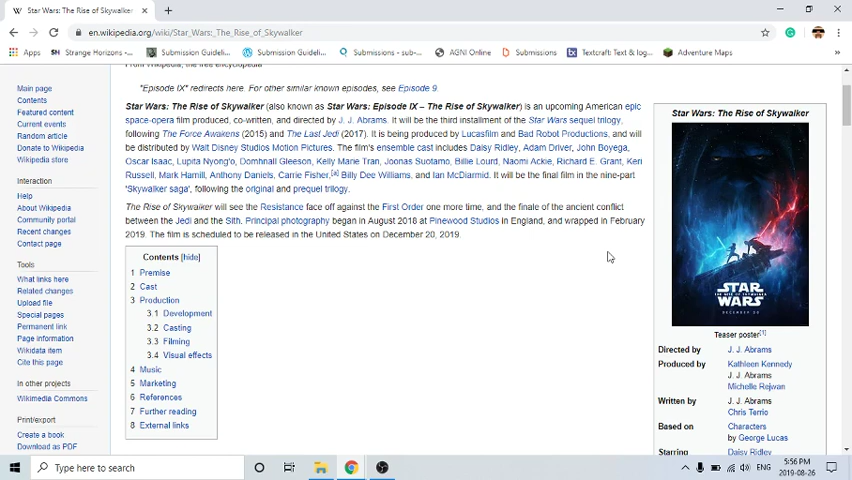 Star Wars: The Rise of Skywalker
en.wikipedia.org/wiki/Star_Wars:_The_Rise_of_Skywalker
Apps
Strange Horizons -...
Submission Guideli...
Submission Guideli...
Submissions - sub-...
AGNI Online
Submissions
Textcraft: Text & log...
Adventure Maps
Main page
Contents
Featured content
Current events
Random article
Donate to Wikipedia
Wikipedia store
Interaction
Help
About Wikipedia
Community portal
Recent changes
Contact page
Tools
What links here
Related changes
Upload file
Special pages
Permanent link
Page information
Wikidata item
Cite this page
In other projects
Wikimedia Commons
Print/export
Create a book
Download as PDF
From Wikipedia, the free encyclopedia
"Episode IX" redirects here. For other similar known episodes, see Episode 9.
Star Wars: The Rise of Skywalker (also known as Star Wars: Episode IX – The Rise of Skywalker) is an upcoming American epic
space-opera film produced, co-written, and directed by J. J. Abrams. It will be the third installment of the Star Wars sequel trilogy,
following The Force Awakens (2015) and The Last Jedi (2017). It is being produced by Lucasfilm and Bad Robot Productions, and will
be distributed by Walt Disney Studios Motion Pictures. The film's ensemble cast includes Daisy Ridley, Adam Driver, John Boyega,
Oscar Isaac, Lupita Nyong'o, Domhnall Gleeson, Kelly Marie Tran, Joonas Suotamo, Billie Lourd, Naomi Ackie, Richard E. Grant, Keri
Russell, Mark Hamill, Anthony Daniels, Carrie Fisher,[a] Billy Dee Williams, and Ian McDiarmid. It will be the final film in the nine-part
'Skywalker saga', following the original and prequel trilogy.
The Rise of Skywalker will see the Resistance face off against the First Order one more time, and the finale of the ancient conflict
between the Jedi and the Sith. Principal photography began in August 2018 at Pinewood Studios in England, and wrapped in February
2019. The film is scheduled to be released in the United States on December 20, 2019.
Contents [hide]
1 Premise
2 Cast
3 Production
3.1 Development
3.2 Casting
3.3 Filming
3.4 Visual effects
4 Music
5 Marketing
6 References
7 Further reading
8 External links
Star Wars: The Rise of Skywalker
STAR
THE RISE OF SKYWALKER
WARS
DECEMBER 20
Teaser poster[1]
Directed by J. J. Abrams
Produced by Kathleen Kennedy
J. J. Abrams
Michelle Rejwan
Written by J. J. Abrams
Chris Terrio
Based on Characters
by George Lucas
Starring Daisy Ridley
Type here to search
ENG
5:56 PM
2019-08-26